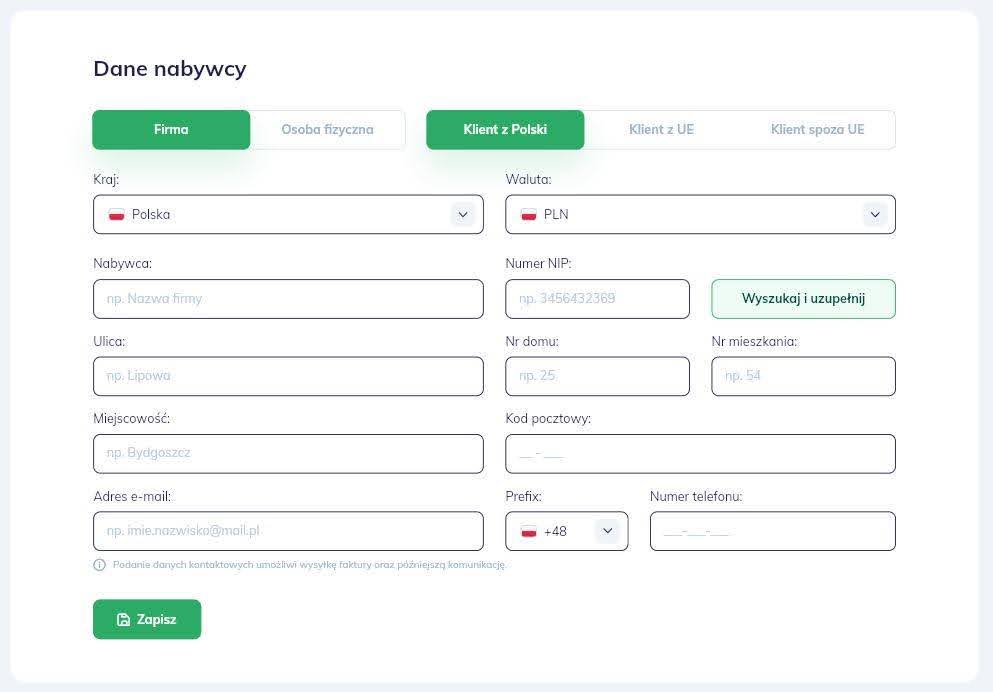 Dane nabywcy
Firma Osoba fizyczna Klient z Polski Klient z UE Klient spoza UE
Kraj: Waluta:
Polska PLN
Nabywca: Numer NIP:
np. Nazwa firmy np. 3456432369 Wyszukaj i uzupełnij
Ulica: Nr domu: Nr mieszkania:
np. Lipowa np. 25 np. 54
Miejscowość: Kod pocztowy:
np. Bydgoszcz __ - ___
Adres e-mail: Prefix: Numer telefonu:
np. imie.nazwisko@mail.pl +48 ___-___-___
Podanie danych kontaktowych umożliwi wysyłkę faktury oraz późniejszą komunikację.
Zapisz